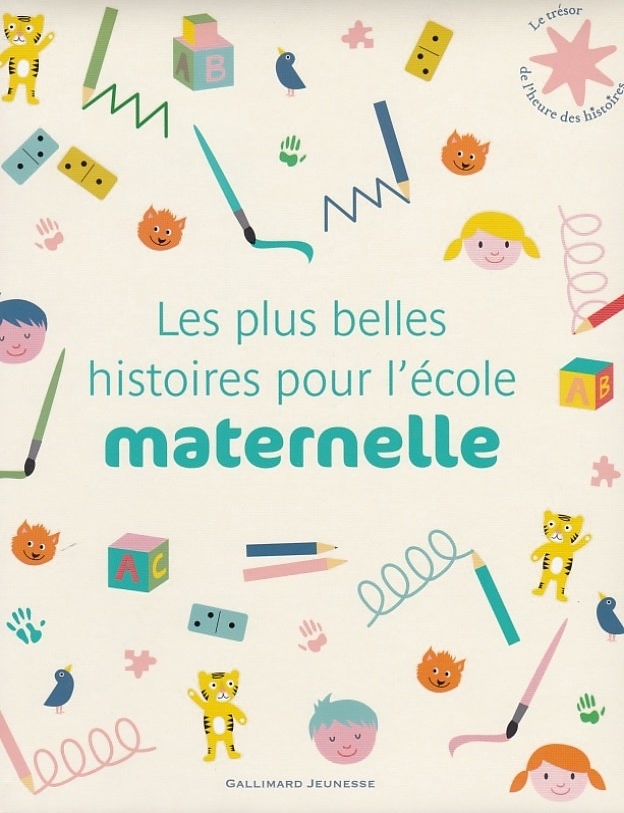 Le trésor
de l'heure des histoires
A B
A B
Les plus belles
histoires pour l'école
maternelle
A C
GALLIMARD JEUNESSE